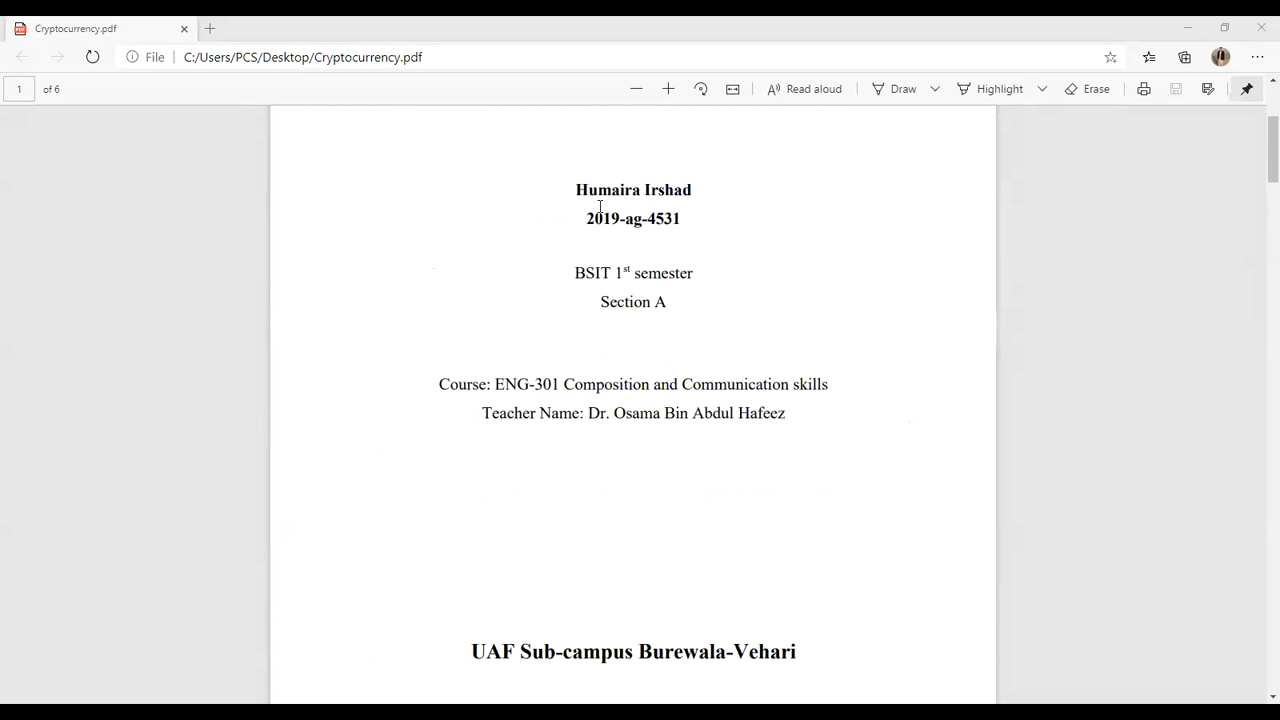 Cryptocurrency.pdf
File C:/Users/PCS/Desktop/Cryptocurrency.pdf
1 of 6 Read aloud Draw Highlight Erase
Humaira Irshad
2019-ag-4531
BSIT 1st semester
Section A
Course: ENG-301 Composition and Communication skills
Teacher Name: Dr. Osama Bin Abdul Hafeez
UAF Sub-campus Burewala-Vehari